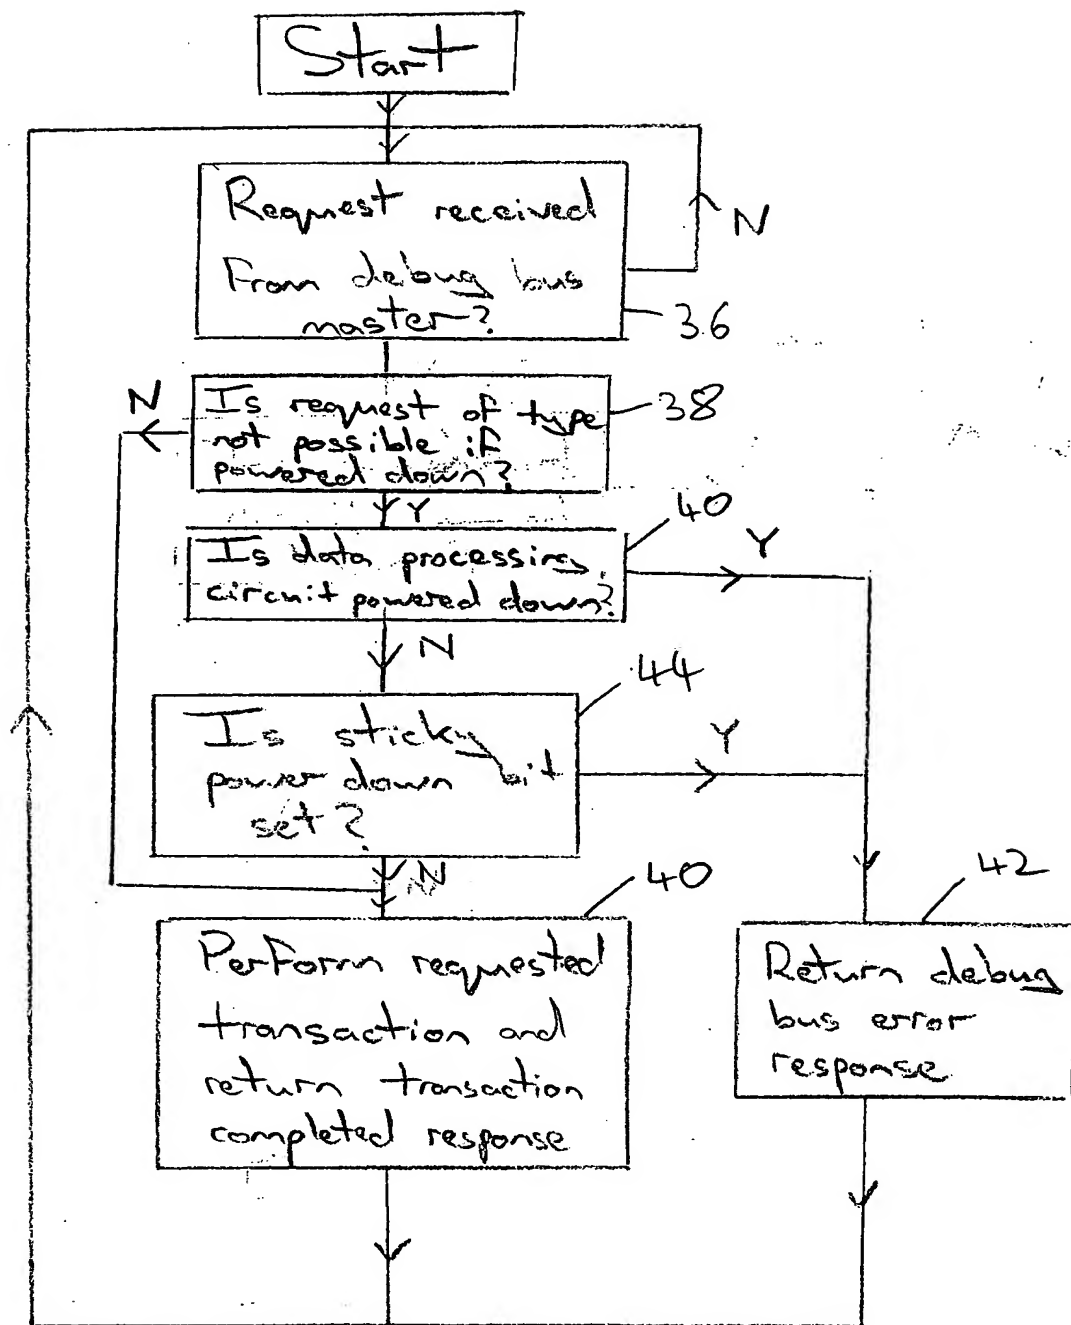 Start
Request received
From debug bus
master?
N
36
N
Is request of type
not possible if
powered down?
38
Y
40
Is data processing
circuit powered down?
Y
N
44
Is sticky
power down bit
set?
Y
N
40
42
Perform requested
transaction and
return transaction
completed response
Return debug
bus error
response